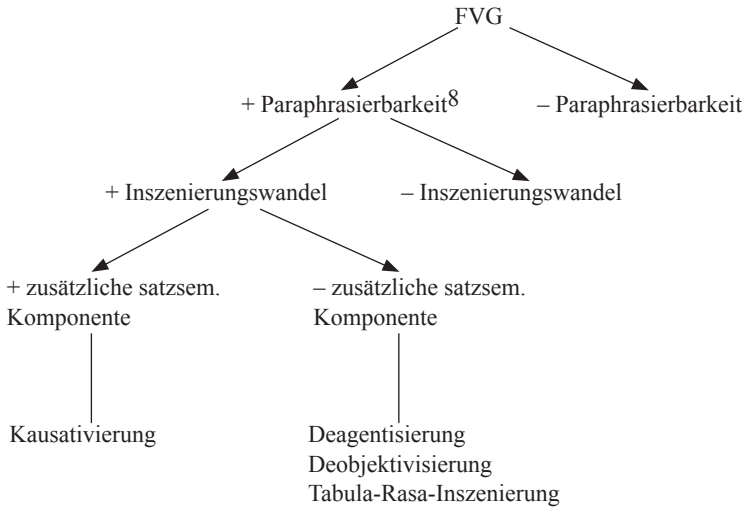 FVG
+ Paraphrasierbarkeit8
– Paraphrasierbarkeit
+ Inszenierungswandel
– Inszenierungswandel
+ zusätzliche satzsem.
Komponente
– zusätzliche satzsem.
Komponente
Kausativierung
Deagentisierung
Deobjektivisierung
Tabula-Rasa-Inszenierung